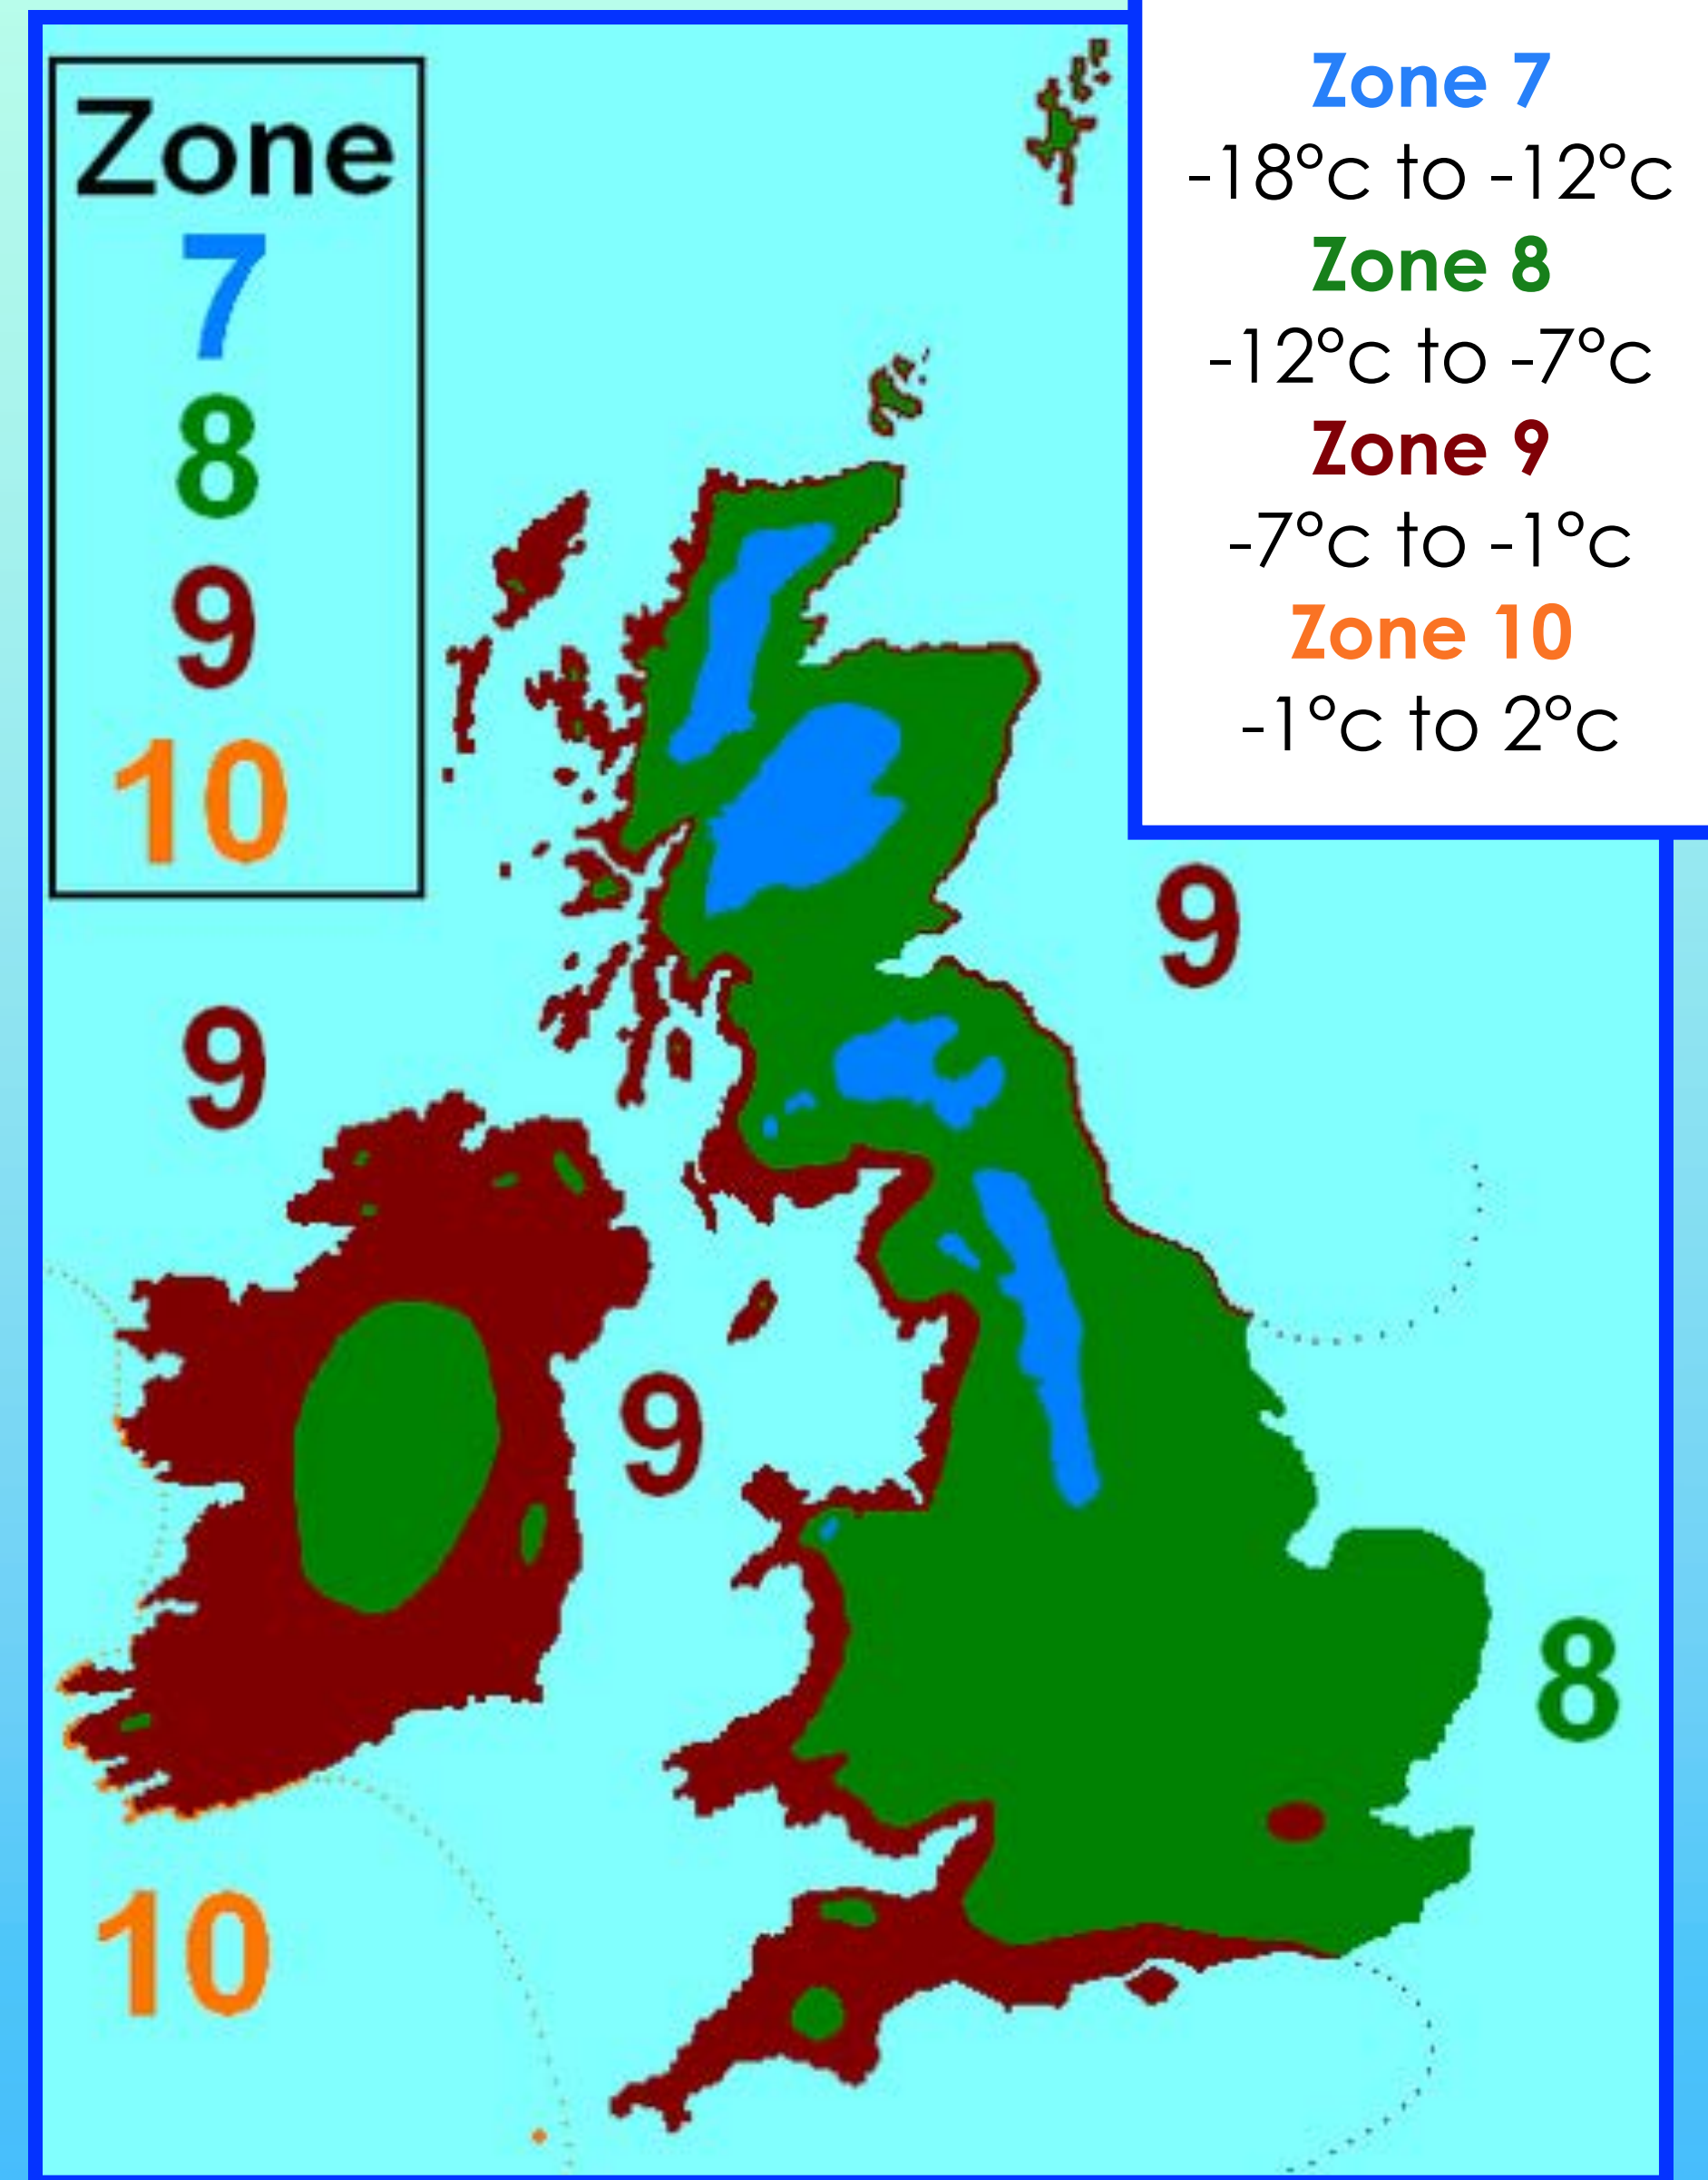 Zone
7
8
9
10
Zone 7
-18°c to -12°c
Zone 8
-12°c to -7°c
Zone 9
-7°c to -1°c
Zone 10
-1°c to 2°c
9
9
9
8
10